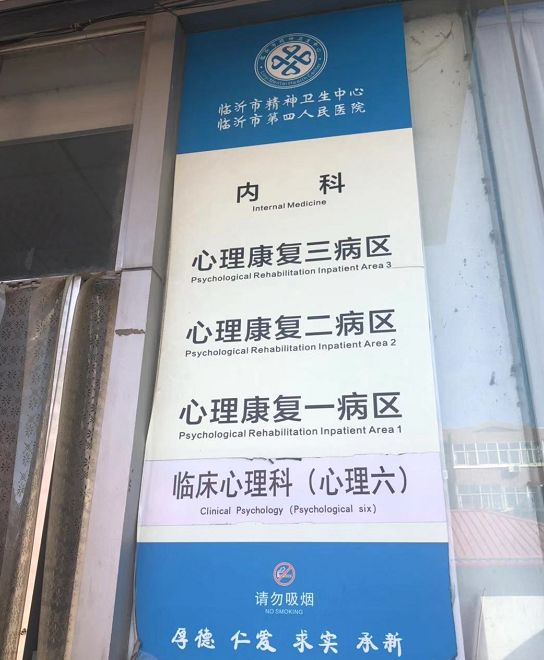 临沂市精神卫生中心
临沂市第四人民医院
内 科
Internal Medicine
心理康复三病区
Psychological Rehabilitation Inpatient Area 3
心理康复二病区
Psychological Rehabilitation Inpatient Area 2
心理康复一病区
Psychological Rehabilitation Inpatient Area 1
临床心理科（心理六）
Clinical Psychology (Psychological six)
请勿吸烟
NO SMOKING
厚德 仁爱 求实 承新